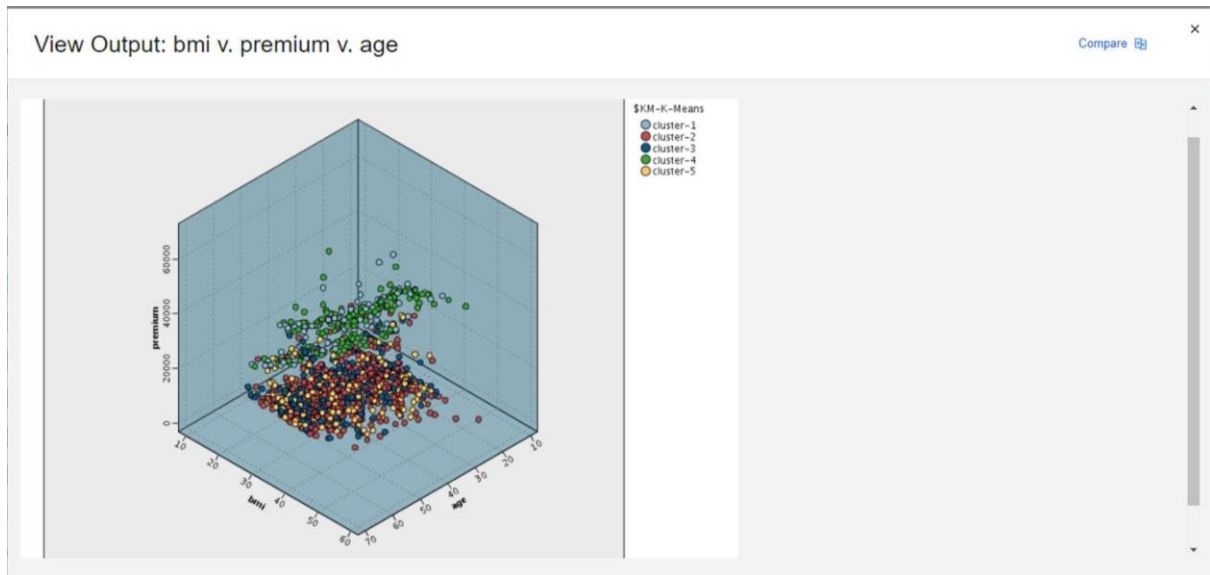 View Output: bmi v. premium v. age
Compare
$KM-K-Means
cluster-1
cluster-2
cluster-3
cluster-4
cluster-5
60000
40000
premium
20000
0
10
20
30
bmi
40
50
60
70
60
50
age
40
30
20
10